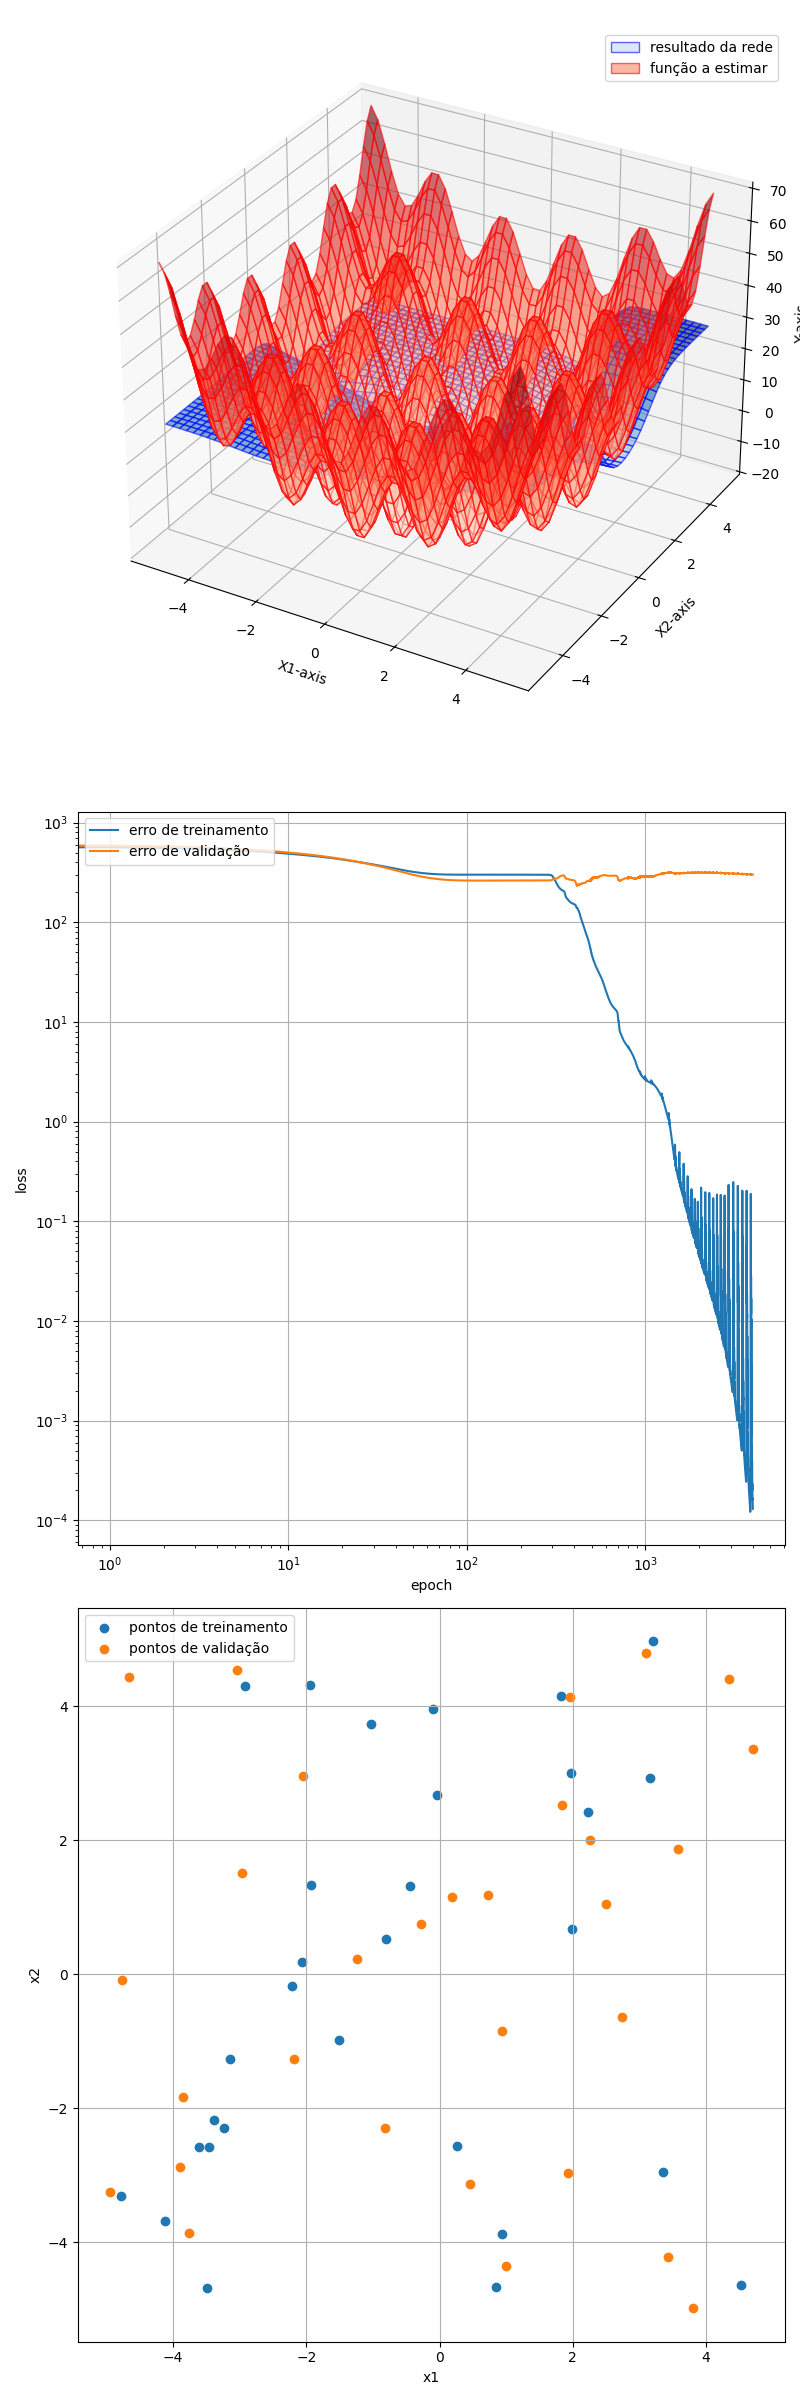 resultado da rede
função a estimar
70
60
50
40
30
20
10
0
−10
−20
Y-axis
−4
−2
0
2
4
X1-axis
−4
−2
0
2
4
X2-axis
erro de treinamento
erro de validação
10³
10²
10¹
10⁰
10⁻¹
10⁻²
10⁻³
10⁻⁴
loss
10⁰ 10¹ 10² 10³
epoch
pontos de treinamento
pontos de validação
4
2
0
−2
−4
x2
−4 −2 0 2 4
x1